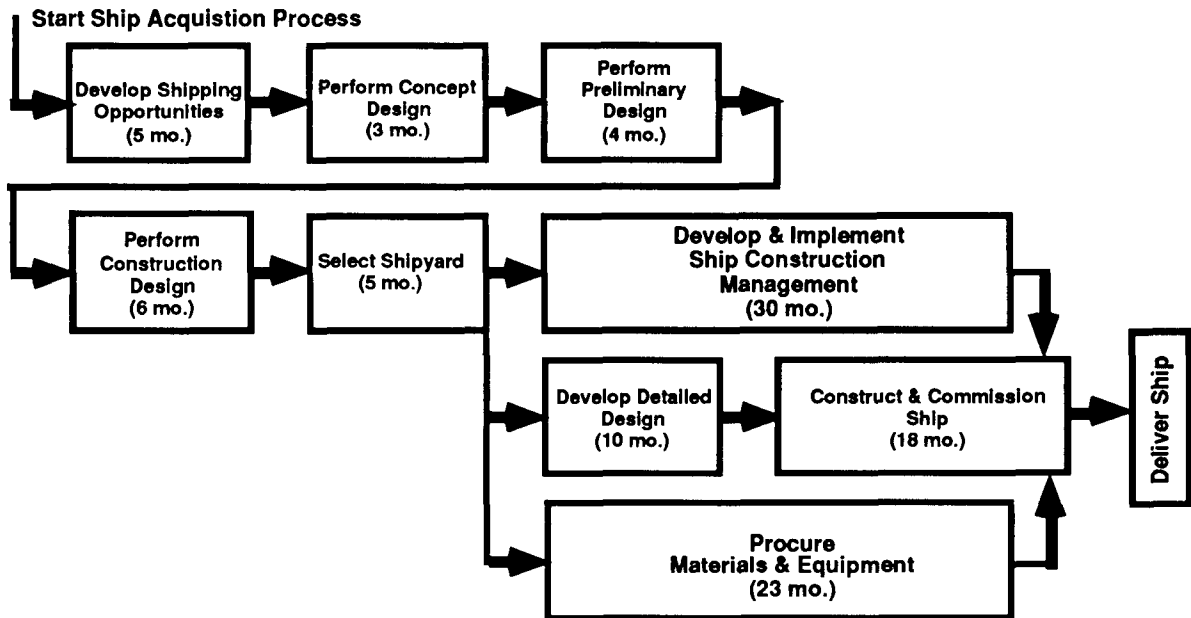 Start Ship Acquistion Process
Develop Shipping
Opportunities
(5 mo.)
Perform Concept
Design
(3 mo.)
Perform
Preliminary
Design
(4 mo.)
Perform
Construction
Design
(6 mo.)
Select Shipyard
(5 mo.)
Develop & Implement
Ship Construction
Management
(30 mo.)
Develop Detailed
Design
(10 mo.)
Construct & Commission
Ship
(18 mo.)
Deliver Ship
Procure
Materials & Equipment
(23 mo.)